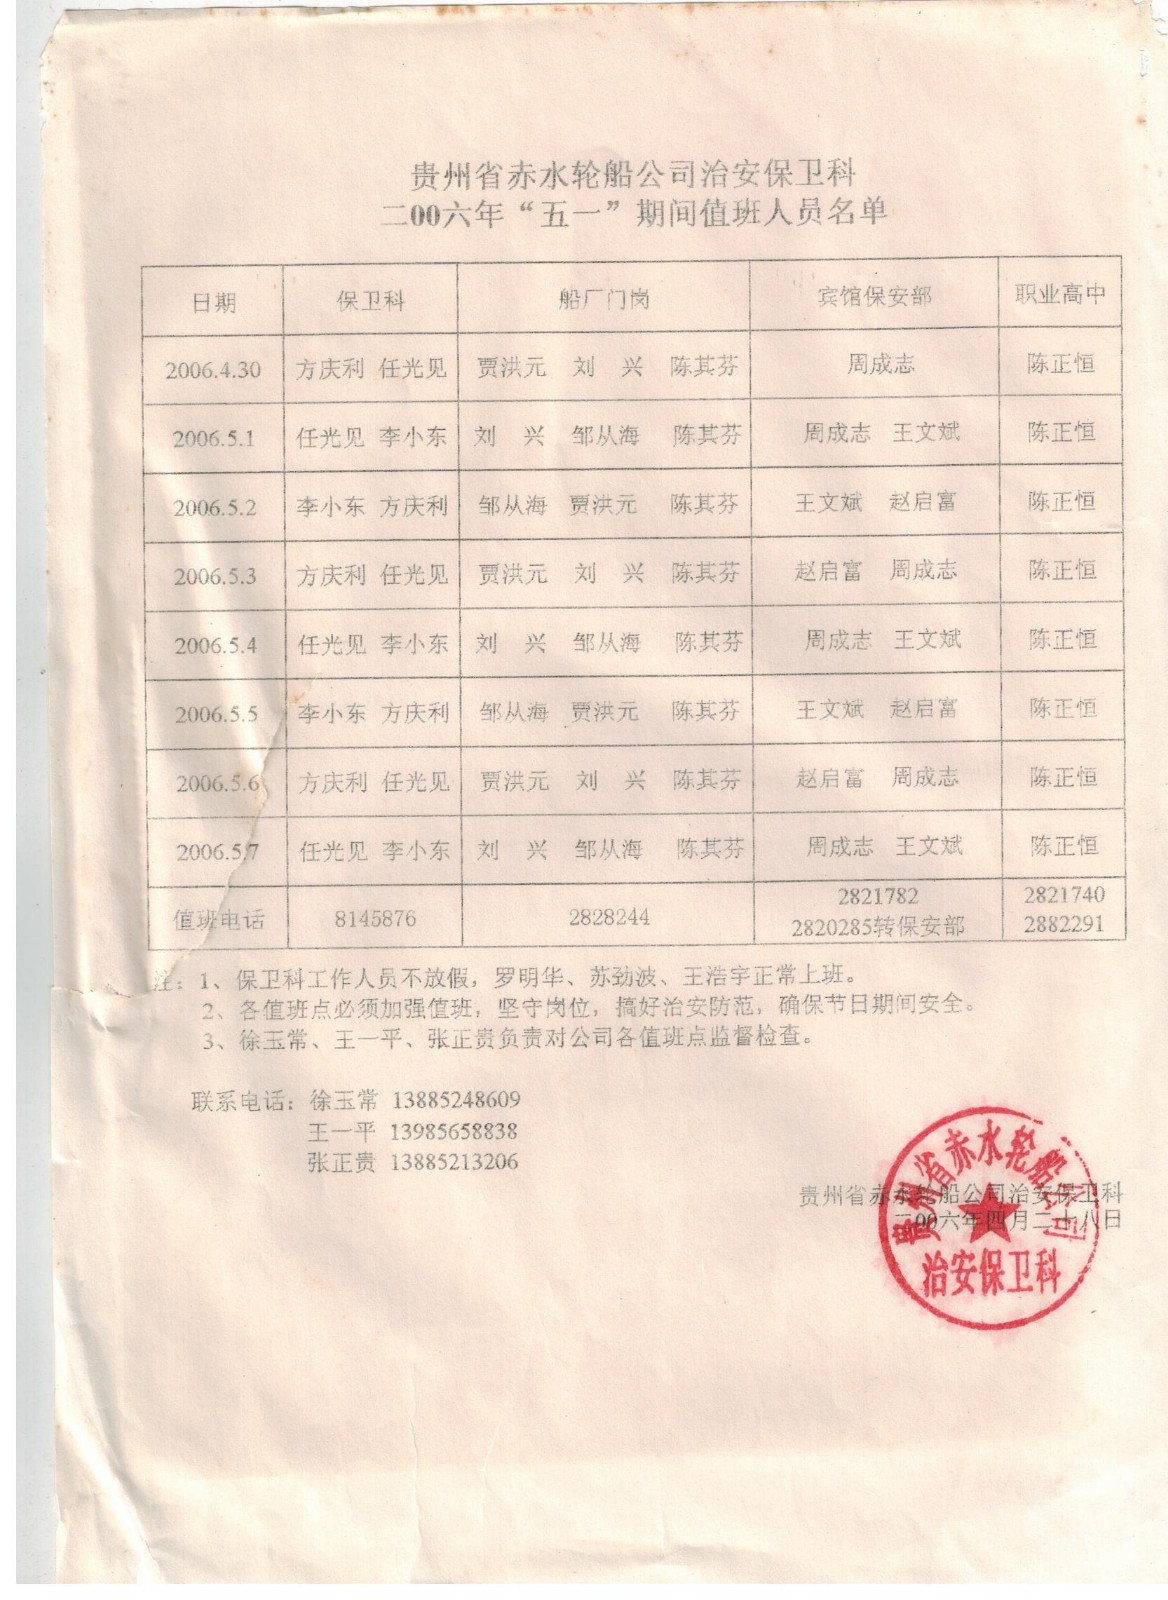 贵州省赤水轮船公司治安保卫科
二00六年“五一”期间值班人员名单
日期 保卫科 船厂门岗 宾馆保安部 职业高中
2006.4.30 方庆利 任光见 贾洪元 刘 兴 陈其芬 周成志 陈正恒
2006.5.1 任光见 李小东 刘 兴 邹从海 陈其芬 周成志 王文斌 陈正恒
2006.5.2 李小东 方庆利 邹从海 贾洪元 陈其芬 王文斌 赵启富 陈正恒
2006.5.3 方庆利 任光见 贾洪元 刘 兴 陈其芬 赵启富 周成志 陈正恒
2006.5.4 任光见 李小东 刘 兴 邹从海 陈其芬 周成志 王文斌 陈正恒
2006.5.5 李小东 方庆利 邹从海 贾洪元 陈其芬 王文斌 赵启富 陈正恒
2006.5.6 方庆利 任光见 贾洪元 刘 兴 陈其芬 赵启富 周成志 陈正恒
2006.5.7 任光见 李小东 刘 兴 邹从海 陈其芬 周成志 王文斌 陈正恒
值班电话 8145876 2828244 2821782 2821740
2820285转保安部 2882291
注：1、保卫科工作人员不放假，罗明华、苏劲波、王浩宇正常上班。
2、各值班点必须加强值班，坚守岗位，搞好治安防范，确保节日期间安全。
3、徐玉常、王一平、张正贵负责对公司各值班点监督检查。
联系电话：徐玉常 13885248609
王一平 13985658838
张正贵 13885213206
贵州省赤水轮船公司治安保卫科
二00六年四月二十八日
贵州省赤水轮船公司
治安保卫科